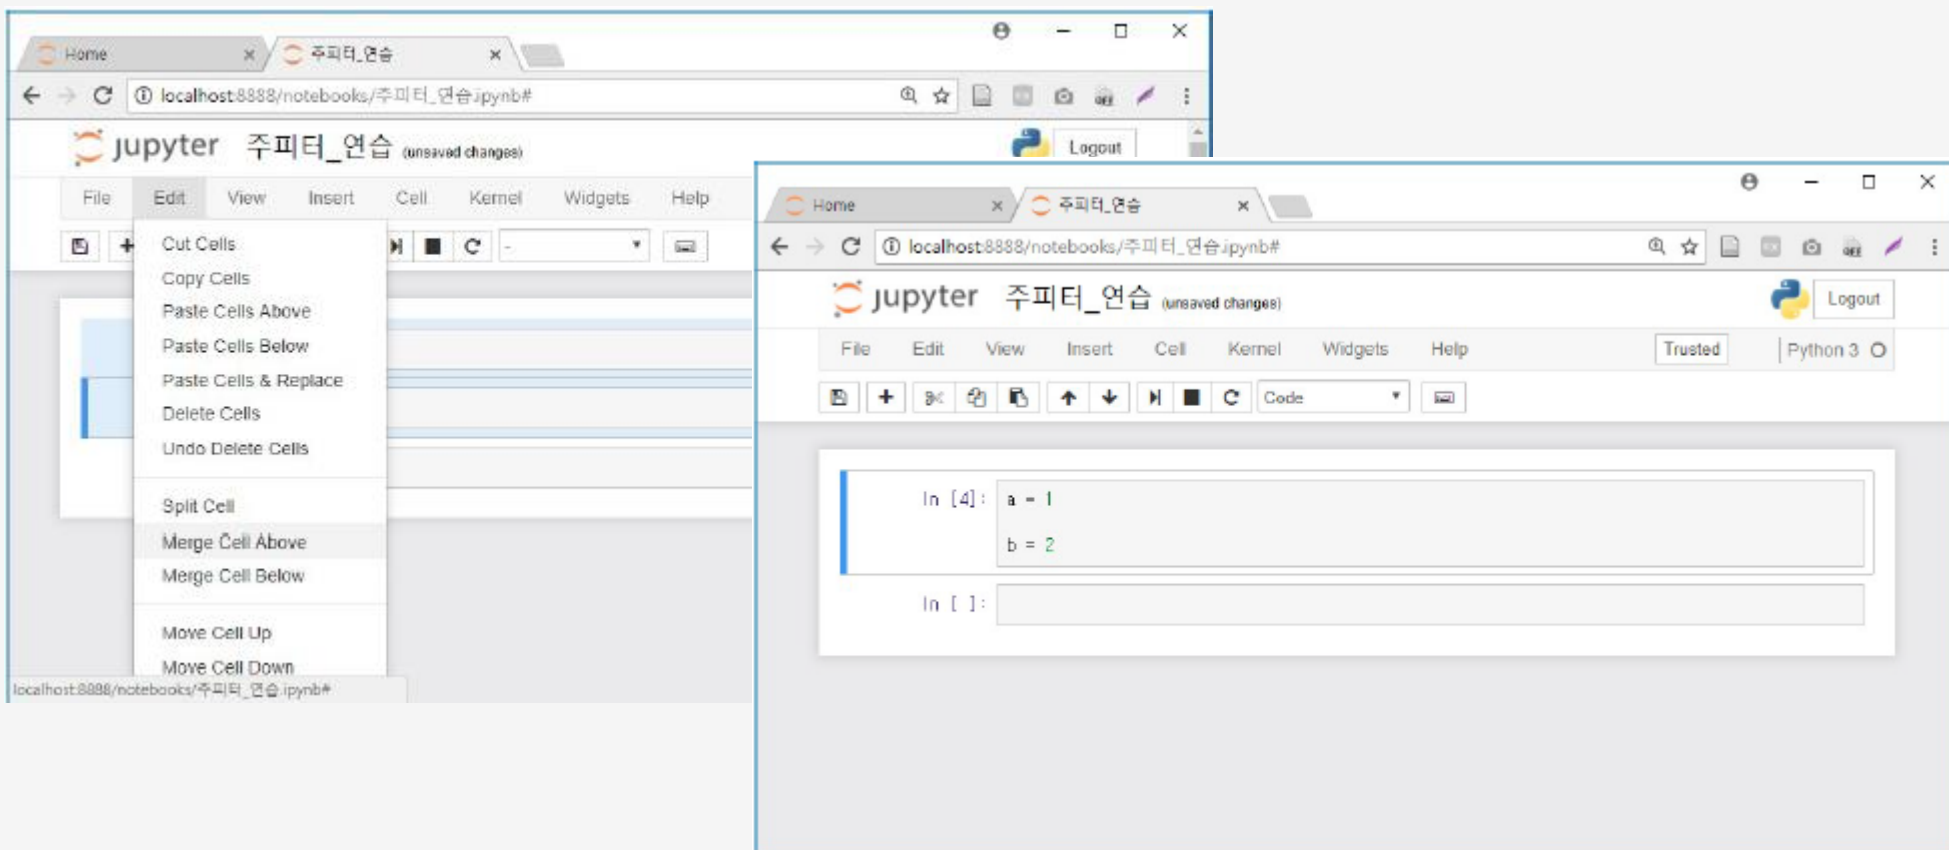 Home
주피터_연습
localhost:8888/notebooks/주피터_연습.ipynb#
jupyter 주피터_연습 (unsaved changes)
Logout
File Edit View Insert Cell Kernel Widgets Help
-
Cut Cells
Copy Cells
Paste Cells Above
Paste Cells Below
Paste Cells & Replace
Delete Cells
Undo Delete Cells
Split Cell
Merge Cell Above
Merge Cell Below
Move Cell Up
Move Cell Down
localhost:8888/notebooks/주피터_연습.ipynb#
Home
주피터_연습
localhost:8888/notebooks/주피터_연습.ipynb#
jupyter 주피터_연습 (unsaved changes)
Logout
File Edit View Insert Cell Kernel Widgets Help
Trusted
Python 3
Code
In [4]: a = 1
b = 2
In [ ]: